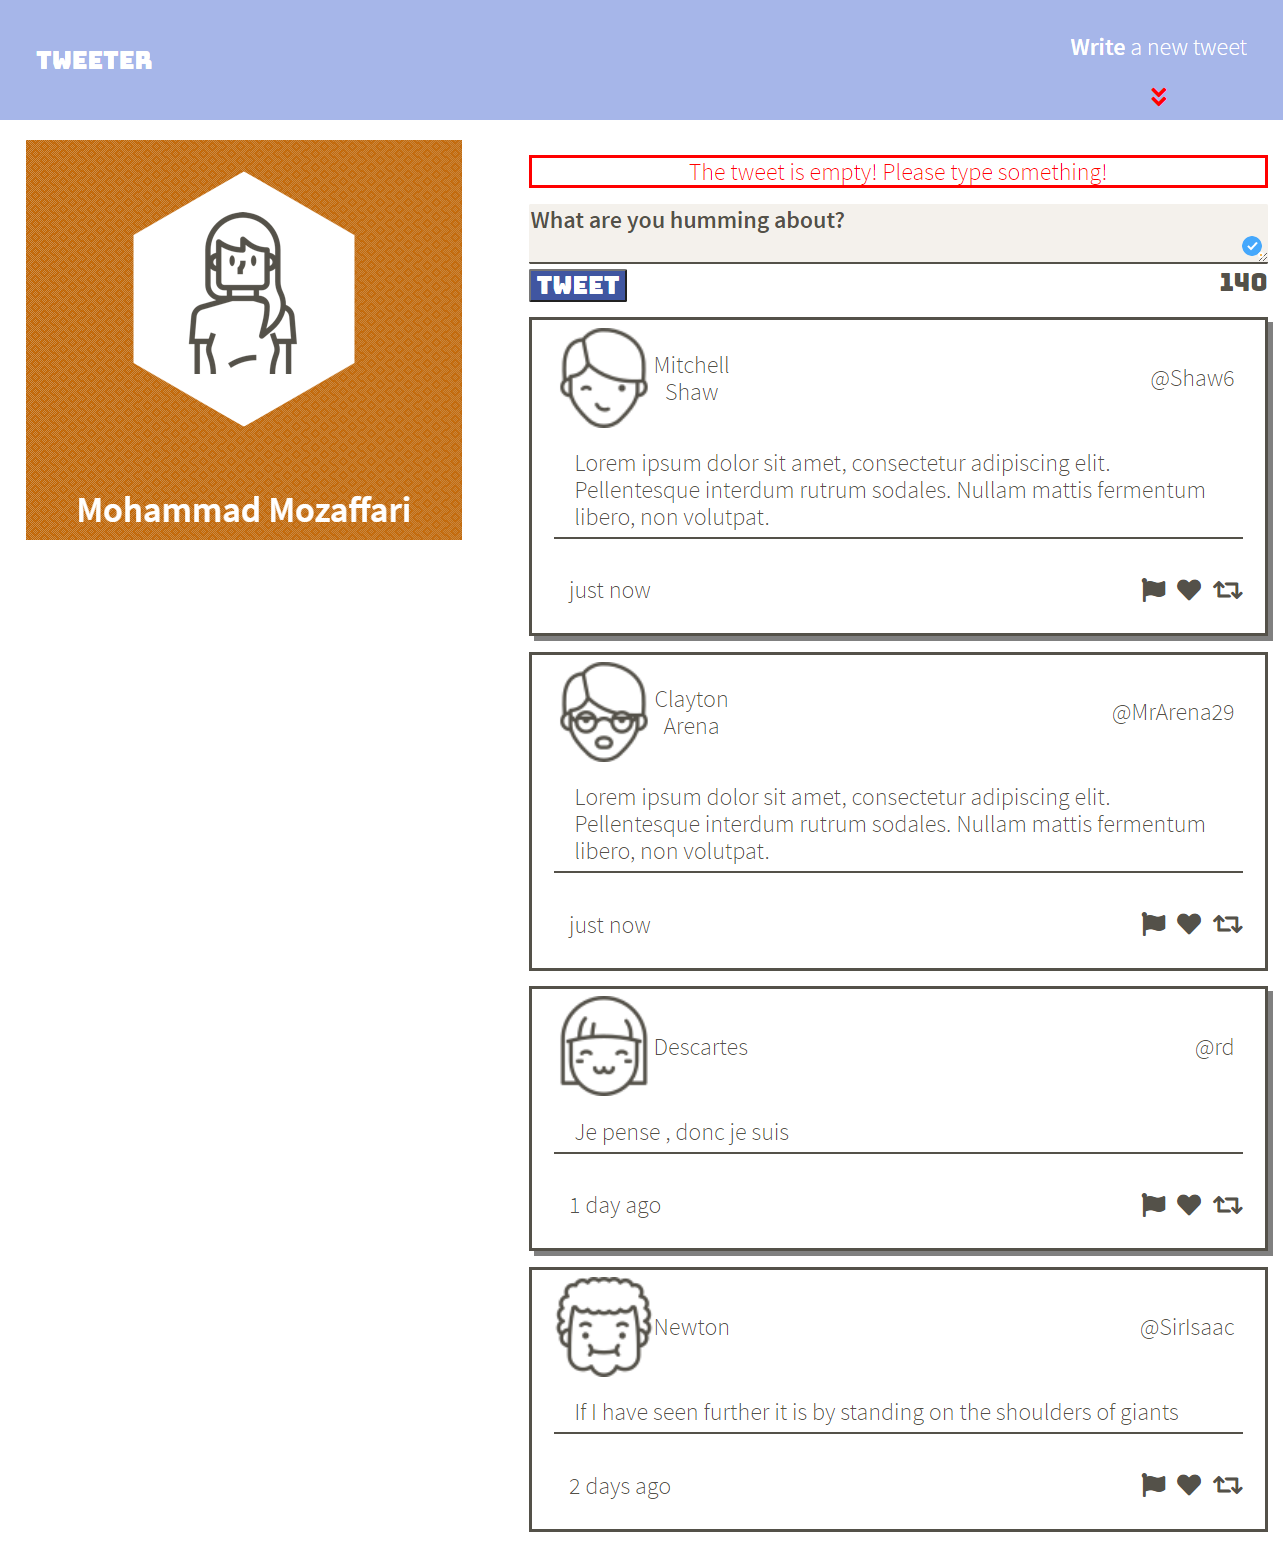 TWEETER
Write a new tweet
Mohammad Mozaffari
The tweet is empty! Please type something!
What are you humming about?
TWEET
140
Mitchell
Shaw
@Shaw6
Lorem ipsum dolor sit amet, consectetur adipiscing elit.
Pellentesque interdum rutrum sodales. Nullam mattis fermentum
libero, non volutpat.
just now
Clayton
Arena
@MrArena29
Lorem ipsum dolor sit amet, consectetur adipiscing elit.
Pellentesque interdum rutrum sodales. Nullam mattis fermentum
libero, non volutpat.
just now
Descartes
@rd
Je pense , donc je suis
1 day ago
Newton
@SirIsaac
If I have seen further it is by standing on the shoulders of giants
2 days ago